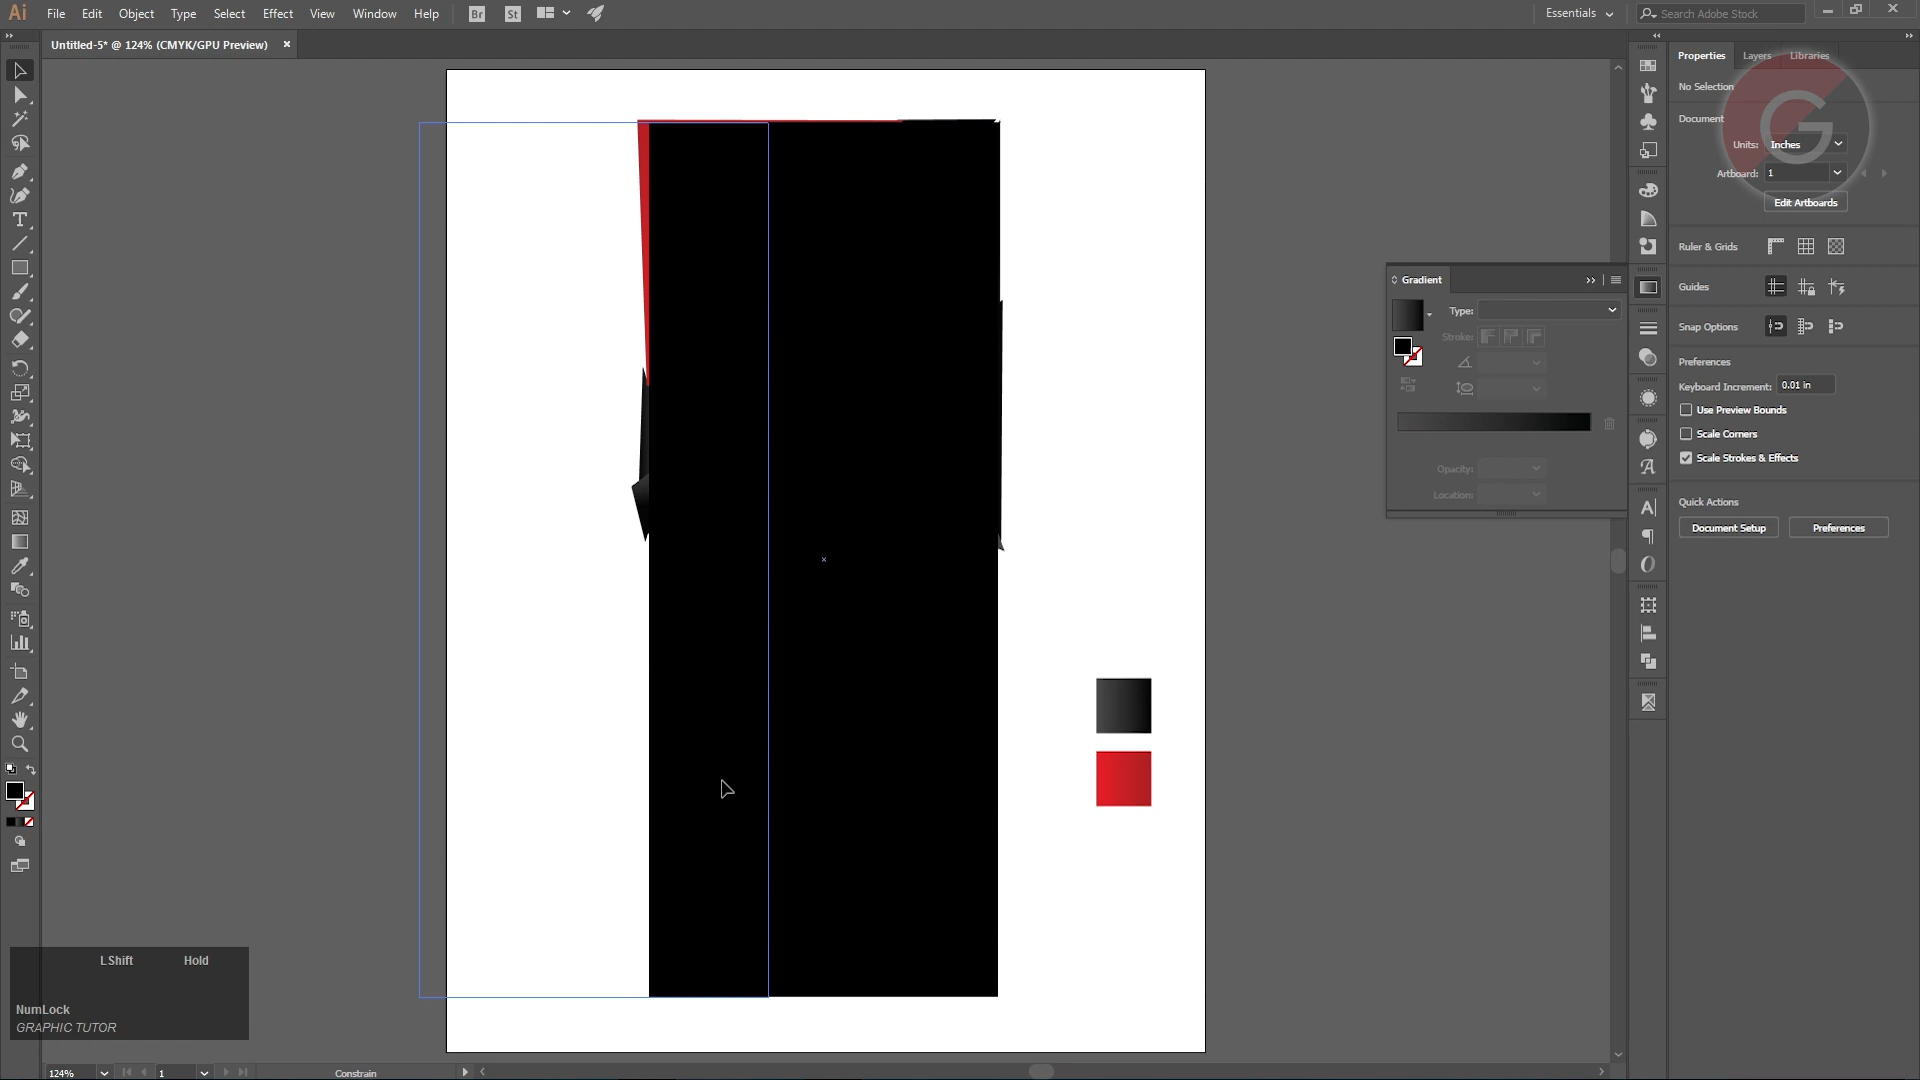 Ai File Edit Object Type Select Effect View Window Help Br St Essentials Search Adobe Stock
Untitled-5* @ 124% (CMYK/GPU Preview) ×
Properties Layers Libraries
No Selection
Document
Units: Inches
Artboard: 1
Edit Artboards
Ruler & Grids
Guides
Snap Options
Preferences
Keyboard Increment: 0.01 in
Use Preview Bounds
Scale Corners
Scale Strokes & Effects
Quick Actions
Document Setup Preferences
Gradient
Type:
Stroke:
Opacity:
Location:
LShift Hold
NumLock
GRAPHIC TUTOR
124% 1 Constrain